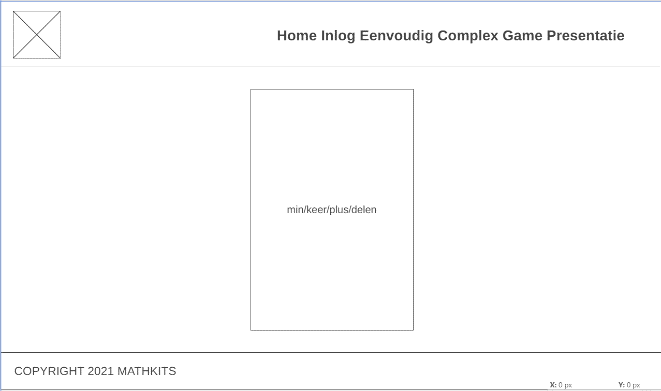 Home Inlog Eenvoudig Complex Game Presentatie
min/keer/plus/delen
COPYRIGHT 2021 MATHKITS
X: 0 px Y: 0 px